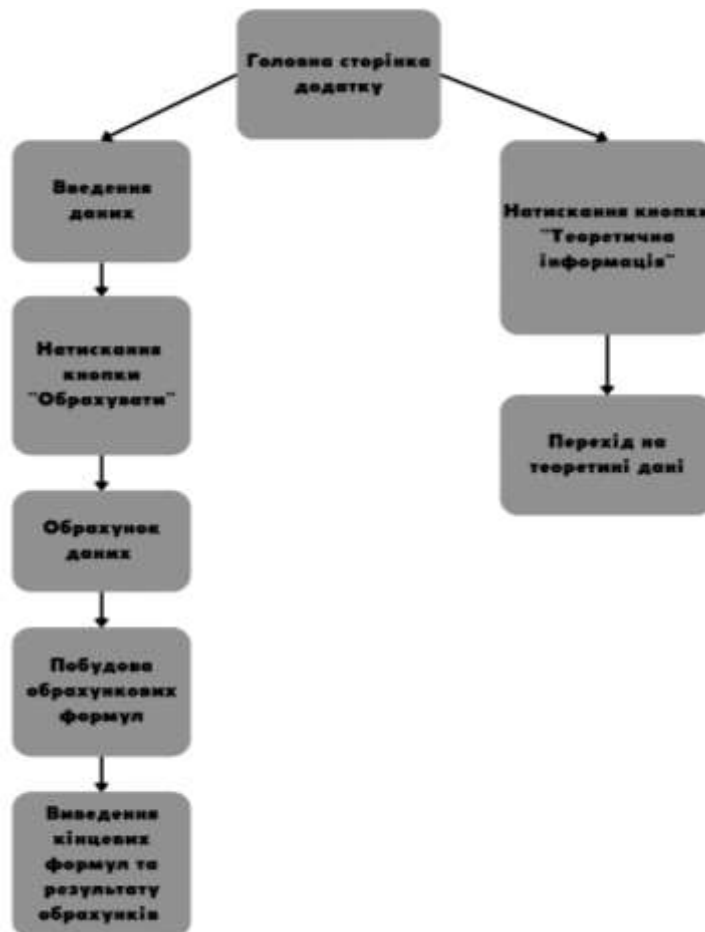 Головна сторінка
додатку
Введення
даних
Натискання
кнопки
"Обрахувати"
Обрахунок
даних
Побудова
обрахункових
формул
Виведення
кінцевих
формул та
результату
обрахунків
Натискання кнопки
"Теоретична
інформація"
Перехід на
теоретині дані